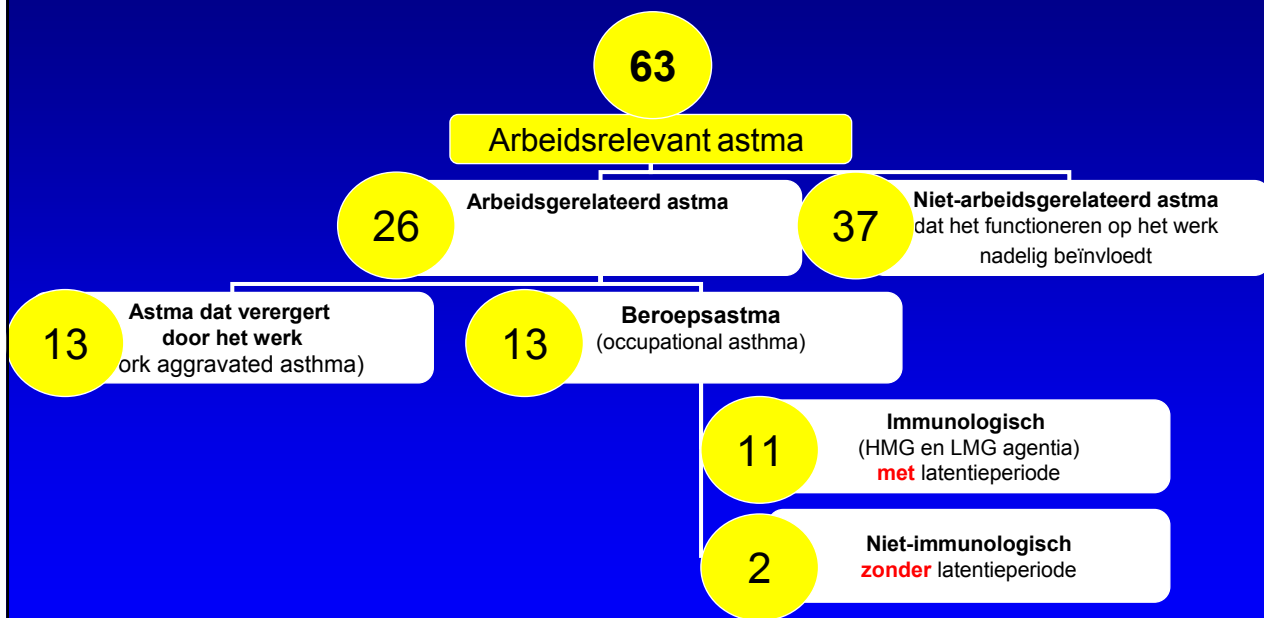 63
Arbeidsrelevant astma
26
Arbeidsgerelateerd astma
37
Niet-arbeidsgerelateerd astma
dat het functioneren op het werk
nadelig beïnvloedt
13
Astma dat verergert
door het werk
ork aggravated asthma)
13
Beroepsastma
(occupational asthma)
11
Immunologisch
(HMG en LMG agentia)
met latentieperiode
2
Niet-immunologisch
zonder latentieperiode